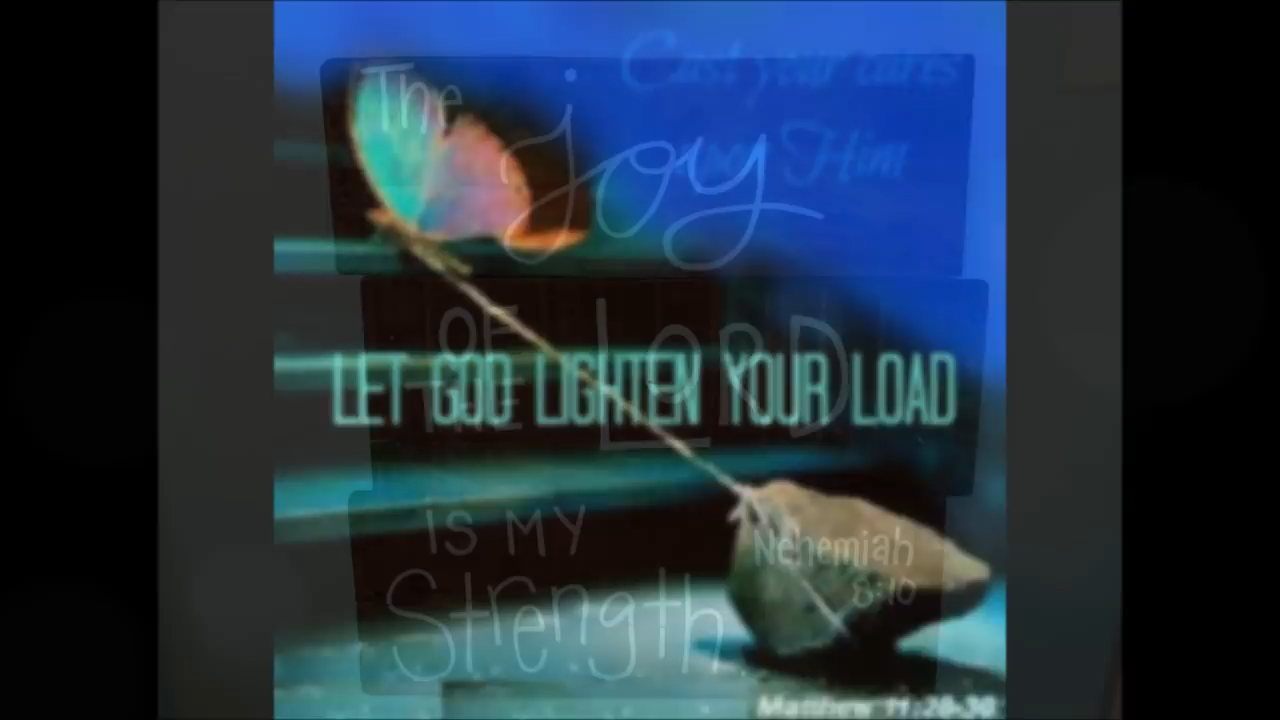 Cast your cares
upon Him
The
Joy
OF
THE
LORD
LET GOD LIGHTEN YOUR LOAD
IS MY
Strength
Nehemiah
8:10
Matthew 11:28-30